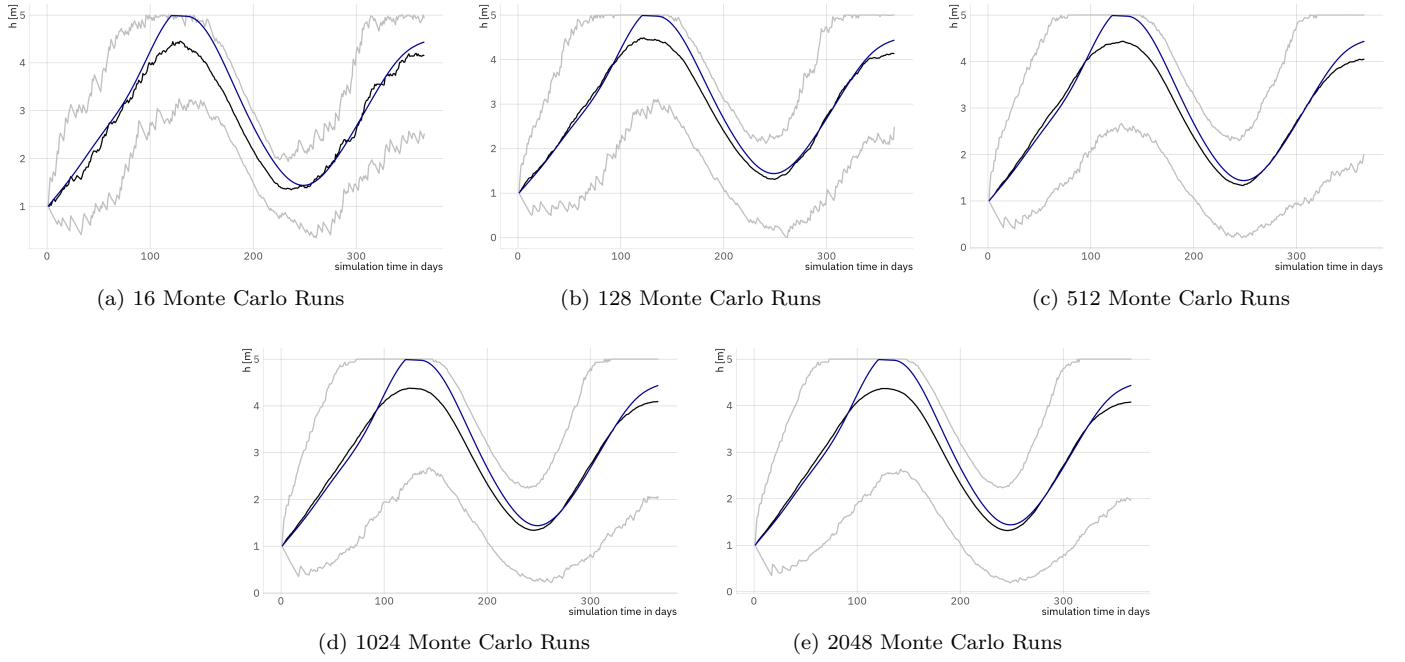 h [m]
5
4
3
2
1
0 100 200 300
simulation time in days
(a) 16 Monte Carlo Runs
h [m]
5
4
3
2
1
0
0 100 200 300
simulation time in days
(b) 128 Monte Carlo Runs
h [m]
5
4
3
2
1
0
0 100 200 300
simulation time in days
(c) 512 Monte Carlo Runs
h [m]
5
4
3
2
1
0
0 100 200 300
simulation time in days
(d) 1024 Monte Carlo Runs
h [m]
5
4
3
2
1
0
0 100 200 300
simulation time in days
(e) 2048 Monte Carlo Runs